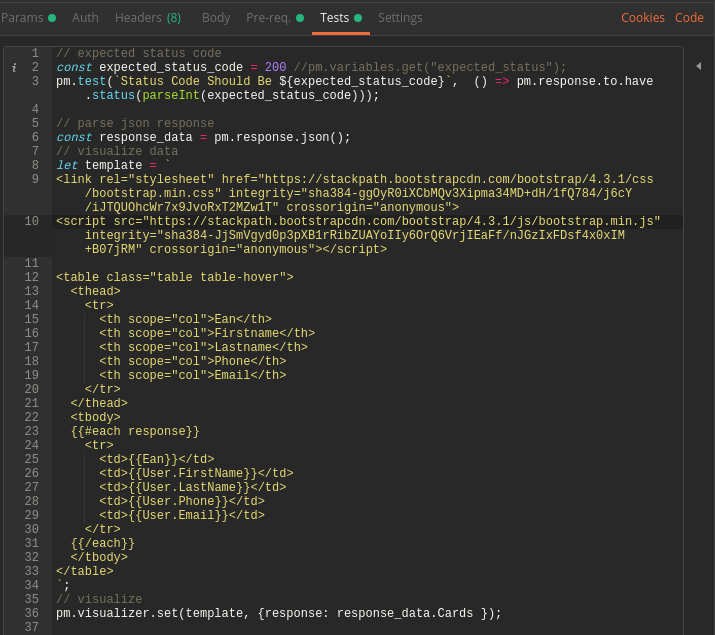 Params Auth Headers (8) Body Pre-req. Tests Settings Cookies Code
1 // expected status code
i 2 const expected_status_code = 200 //pm.variables.get("expected_status");
3 pm.test(`Status Code Should Be ${expected_status_code}`,  () => pm.response.to.have
.status(parseInt(expected_status_code)));
4
5 // parse json response
6 const response_data = pm.response.json();
7 // visualize data
8 let template = `
9 <link rel="stylesheet" href="https://stackpath.bootstrapcdn.com/bootstrap/4.3.1/css
/bootstrap.min.css" integrity="sha384-ggOyR0iXCbMQv3Xipma34MD+dH/1fQ784/j6cY
/iJTQUOhcWr7x9JvoRxT2MZw1T" crossorigin="anonymous">
10 <script src="https://stackpath.bootstrapcdn.com/bootstrap/4.3.1/js/bootstrap.min.js"
integrity="sha384-JjSmVgyd0p3pXB1rRibZUAYoIIy6OrQ6VrjIEaFf/nJGzIxFDsf4x0xIM
+B07jRM" crossorigin="anonymous"></script>
11
12 <table class="table table-hover">
13   <thead>
14     <tr>
15       <th scope="col">Ean</th>
16       <th scope="col">Firstname</th>
17       <th scope="col">Lastname</th>
18       <th scope="col">Phone</th>
19       <th scope="col">Email</th>
20     </tr>
21   </thead>
22   <tbody>
23   {{#each response}}
24     <tr>
25       <td>{{Ean}}</td>
26       <td>{{User.FirstName}}</td>
27       <td>{{User.LastName}}</td>
28       <td>{{User.Phone}}</td>
29       <td>{{User.Email}}</td>
30     </tr>
31   {{/each}}
32   </tbody>
33 </table>
34 `;
35 // visualize
36 pm.visualizer.set(template, {response: response_data.Cards });
37